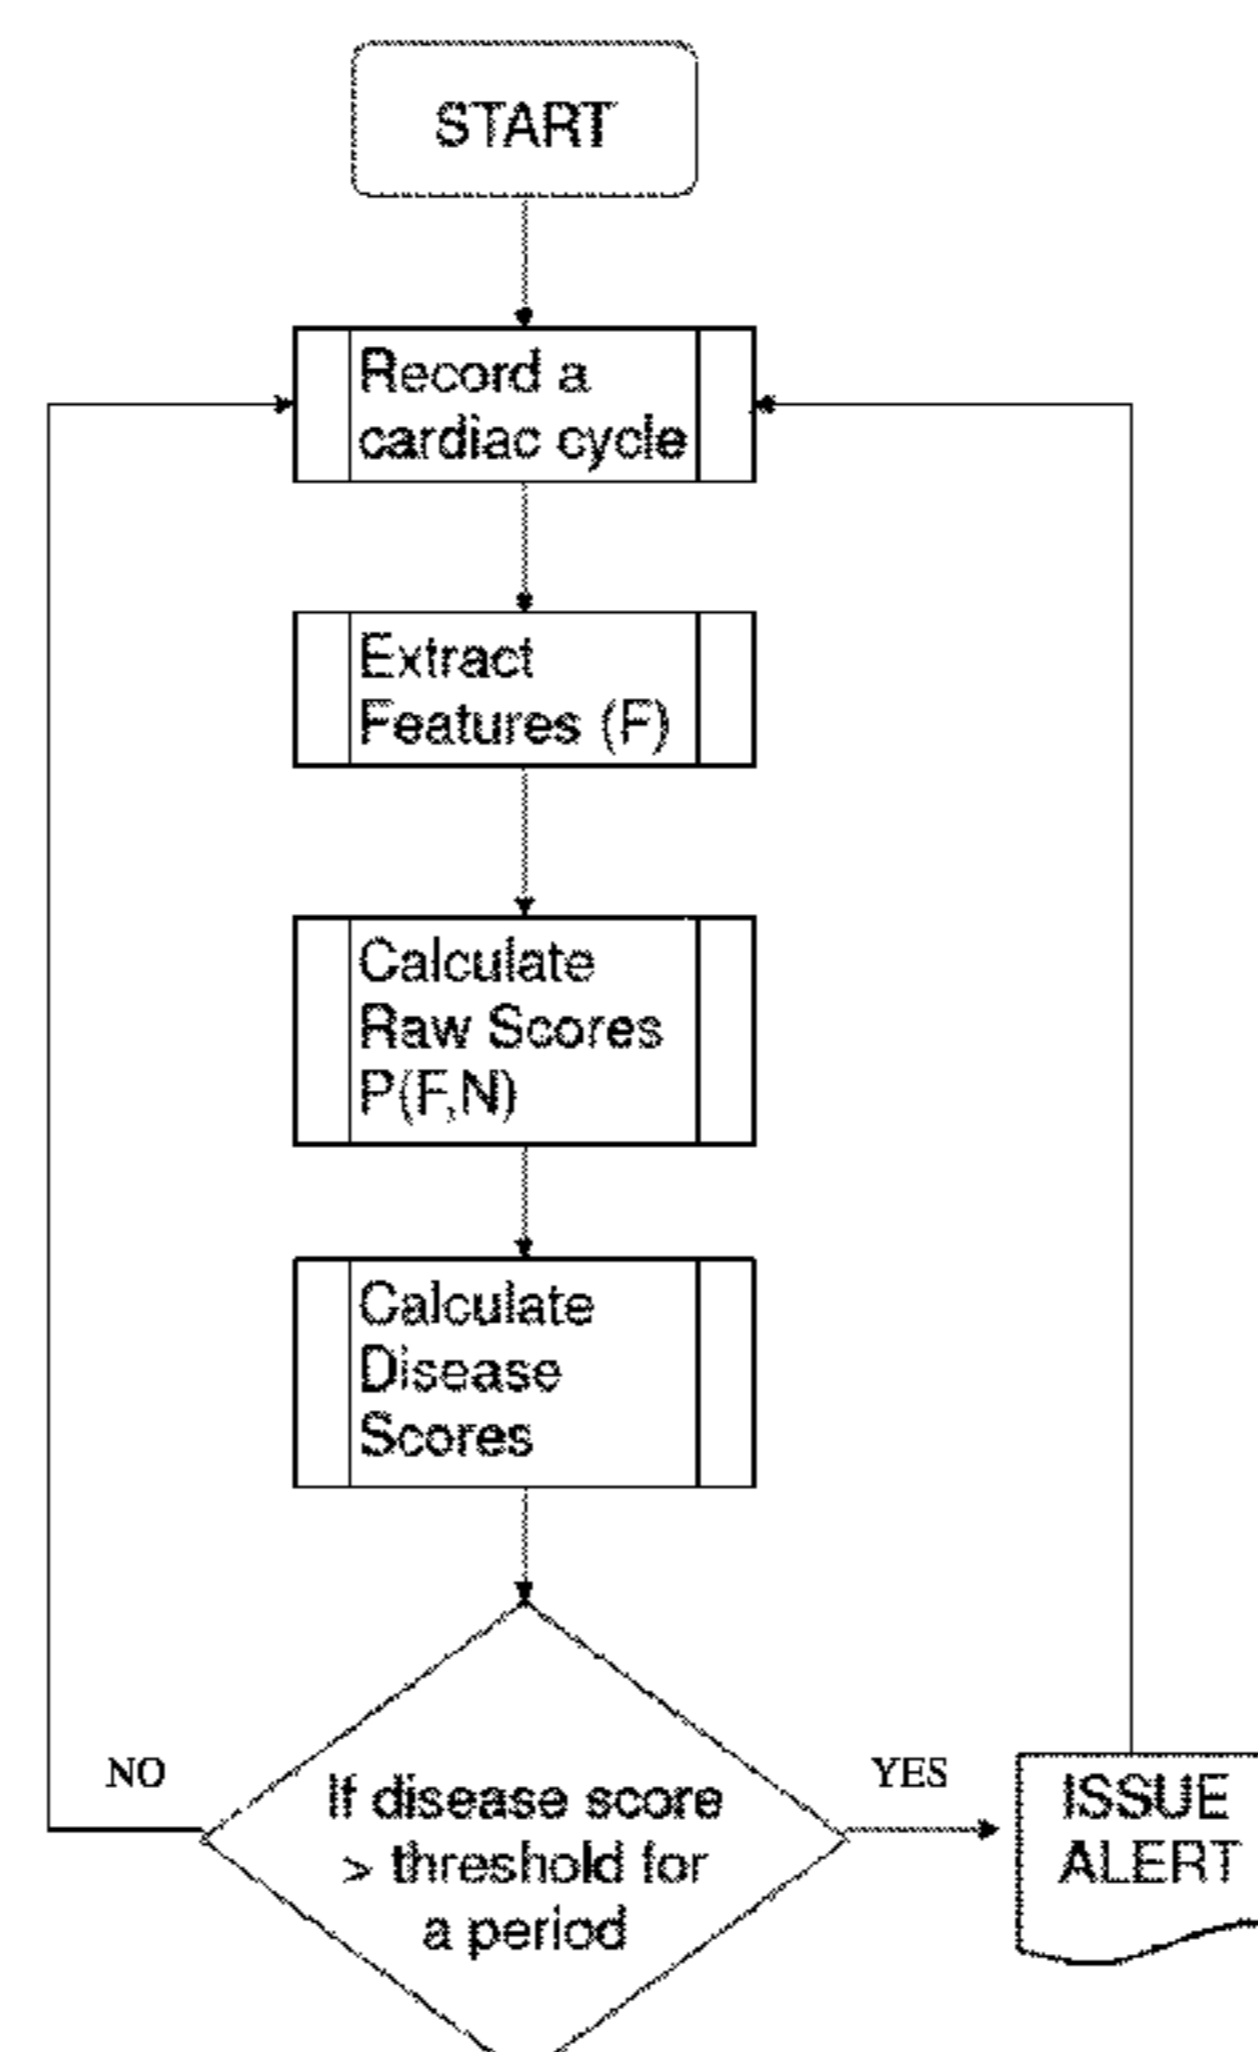 START
Record a
cardiac cycle
Extract
Features (F)
Calculate
Raw Scores
P(F,N)
Calculate
Disease
Scores
NO
If disease score
> threshold for
a period
YES
ISSUE
ALERT